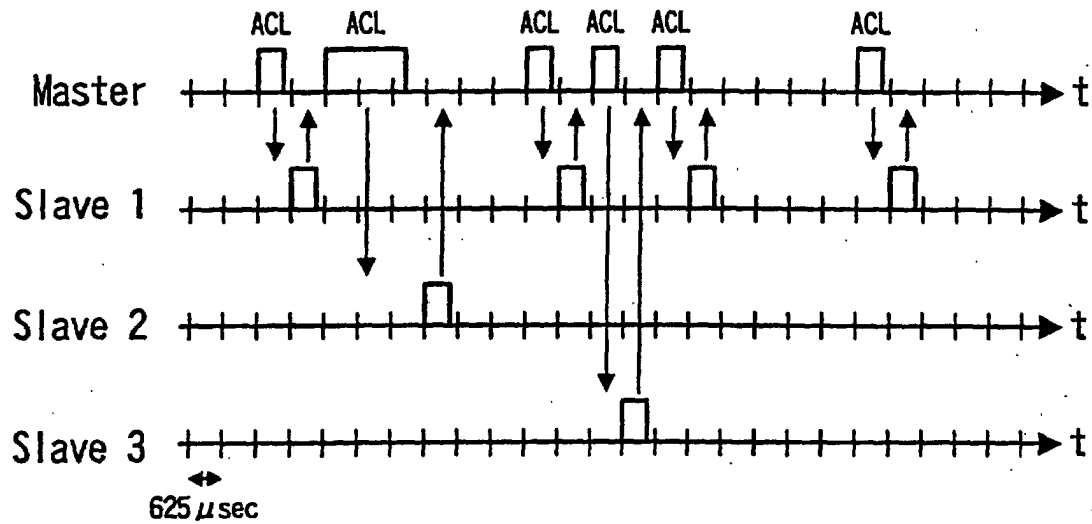 ACL ACL ACL ACL ACL ACL
Master t
Slave 1 t
Slave 2 t
Slave 3 t
625 μsec